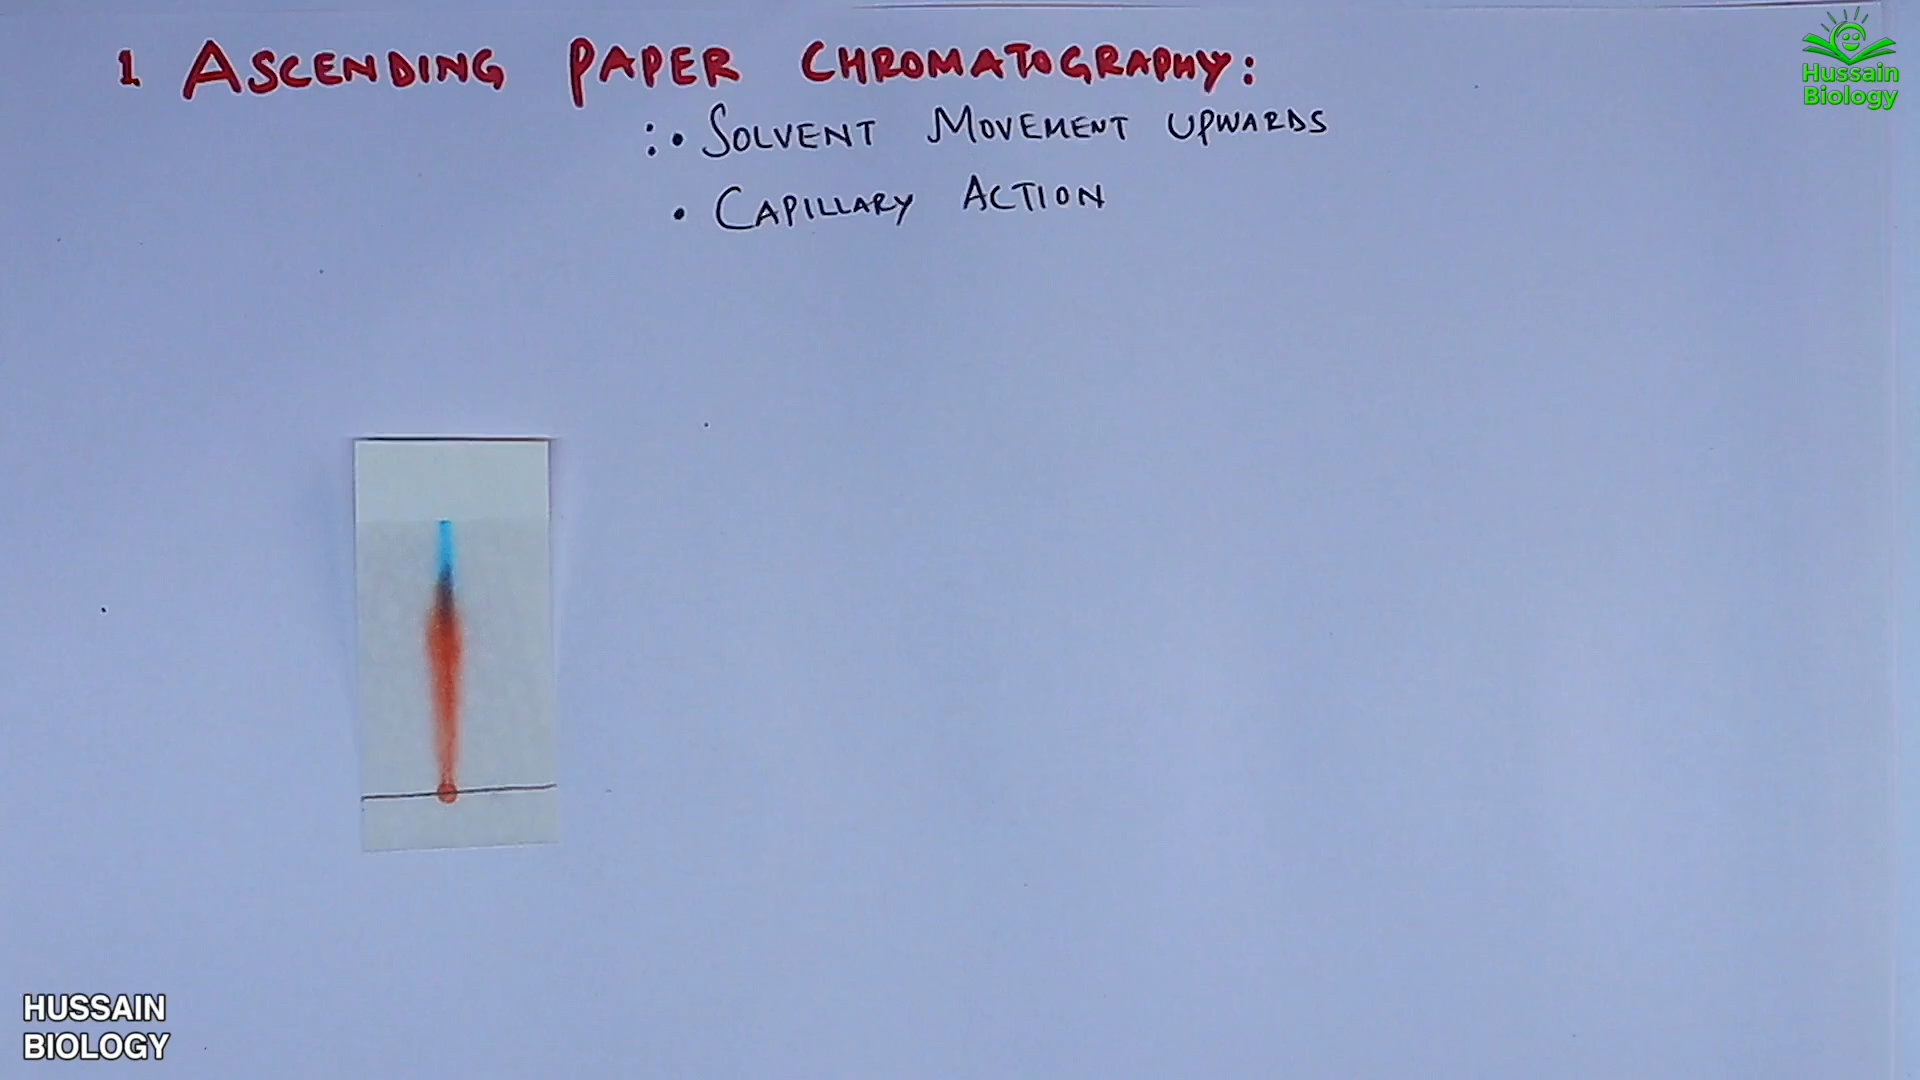 1 ASCENDING PAPER CHROMATOGRAPHY:
:• SOLVENT MOVEMENT UPWARDS
• CAPILLARY ACTION
Hussain
Biology
HUSSAIN
BIOLOGY